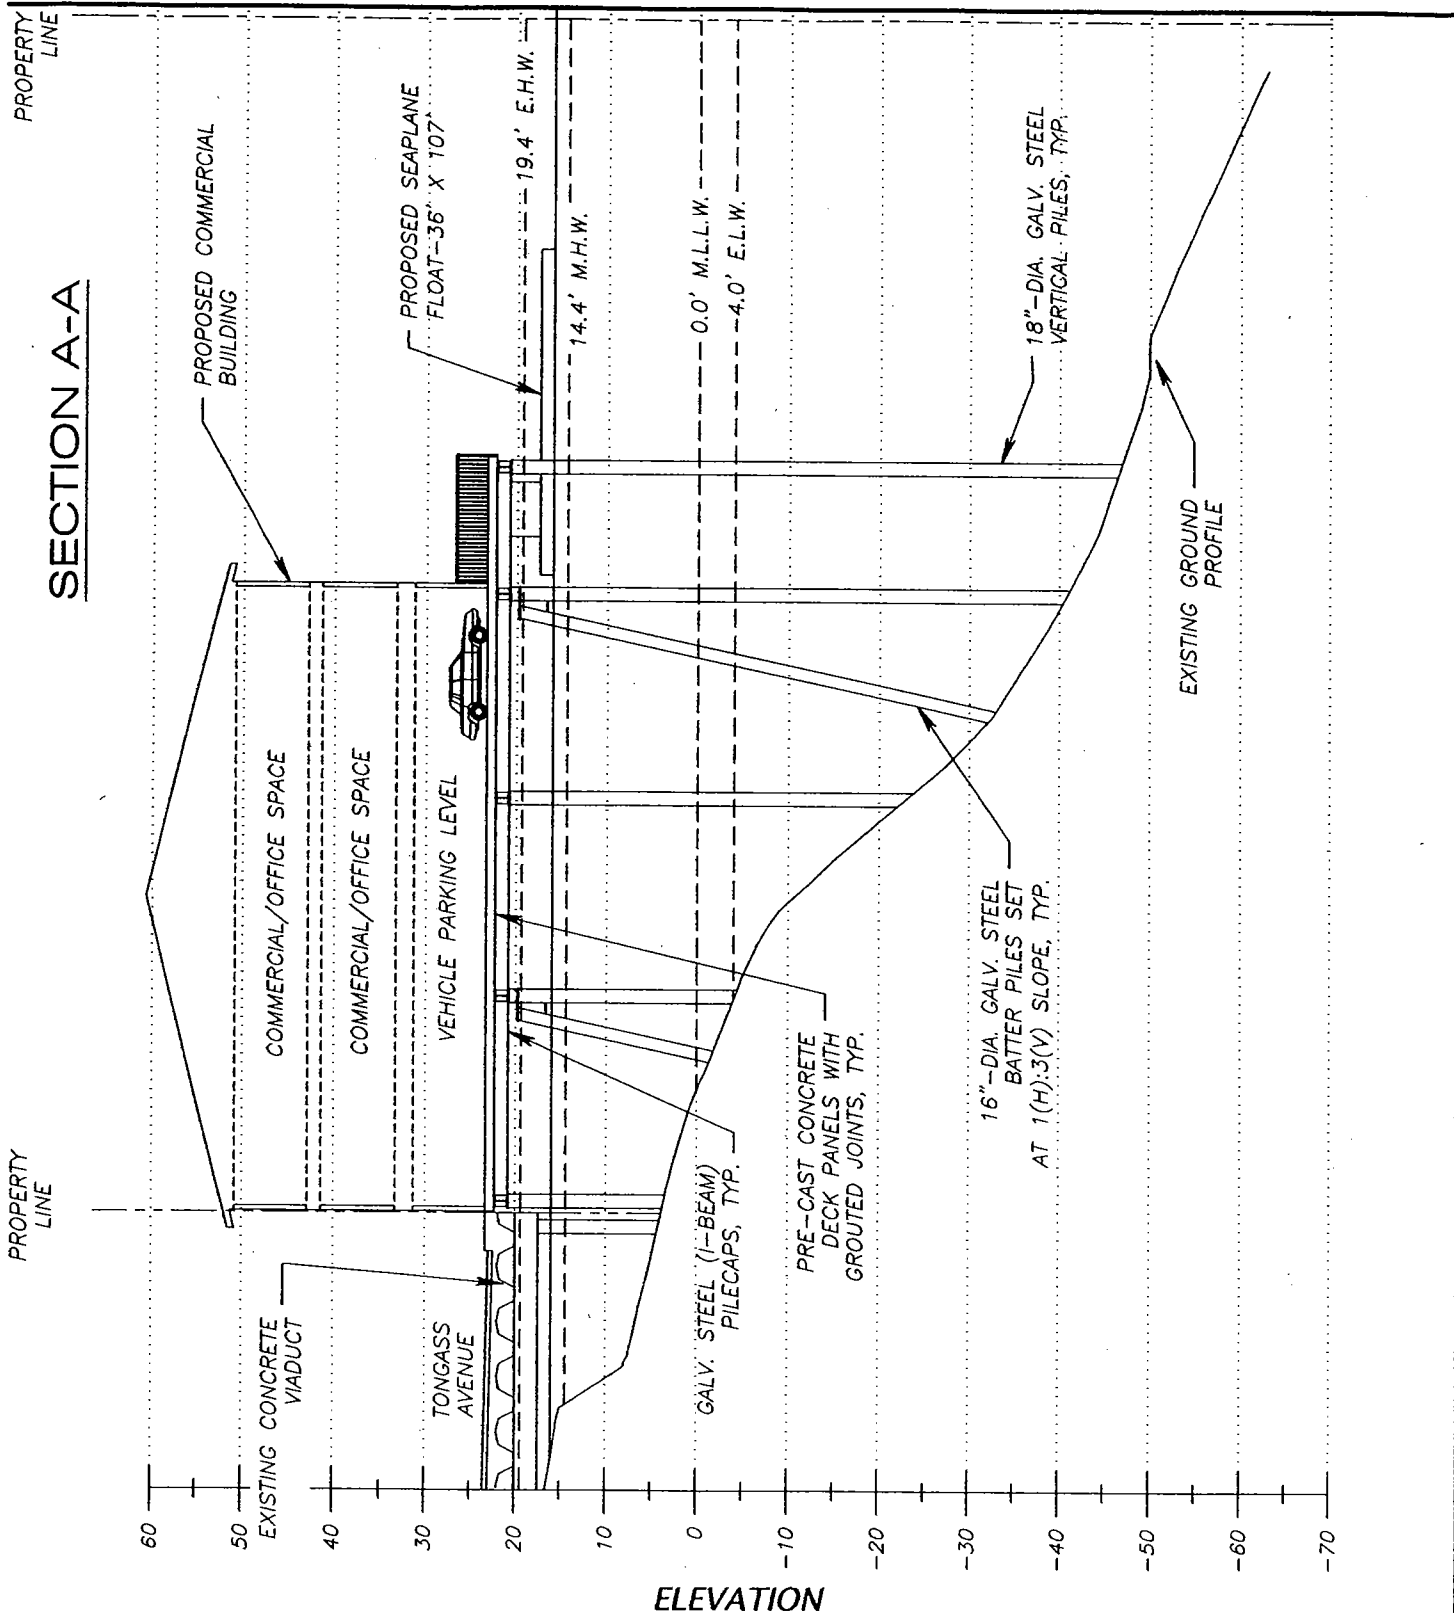 SECTION A-A
PROPERTY
LINE
PROPERTY
LINE
PROPOSED COMMERCIAL
BUILDING
PROPOSED SEAPLANE
FLOAT-36' X 107'
COMMERCIAL/OFFICE SPACE
COMMERCIAL/OFFICE SPACE
VEHICLE PARKING LEVEL
EXISTING CONCRETE
VIADUCT
TONGASS
AVENUE
19.4' E.H.W.
14.4' M.H.W.
0.0' M.L.L.W.
-4.0' E.L.W.
GALV. STEEL (I-BEAM)
PILECAPS, TYP.
PRE-CAST CONCRETE
DECK PANELS WITH
GROUTED JOINTS, TYP.
16"-DIA. GALV. STEEL
BATTER PILES SET
AT 1(H):3(V) SLOPE, TYP.
18"-DIA. GALV. STEEL
VERTICAL PILES, TYP.
EXISTING GROUND
PROFILE
60
50
40
30
20
10
0
-10
-20
-30
-40
-50
-60
-70
ELEVATION